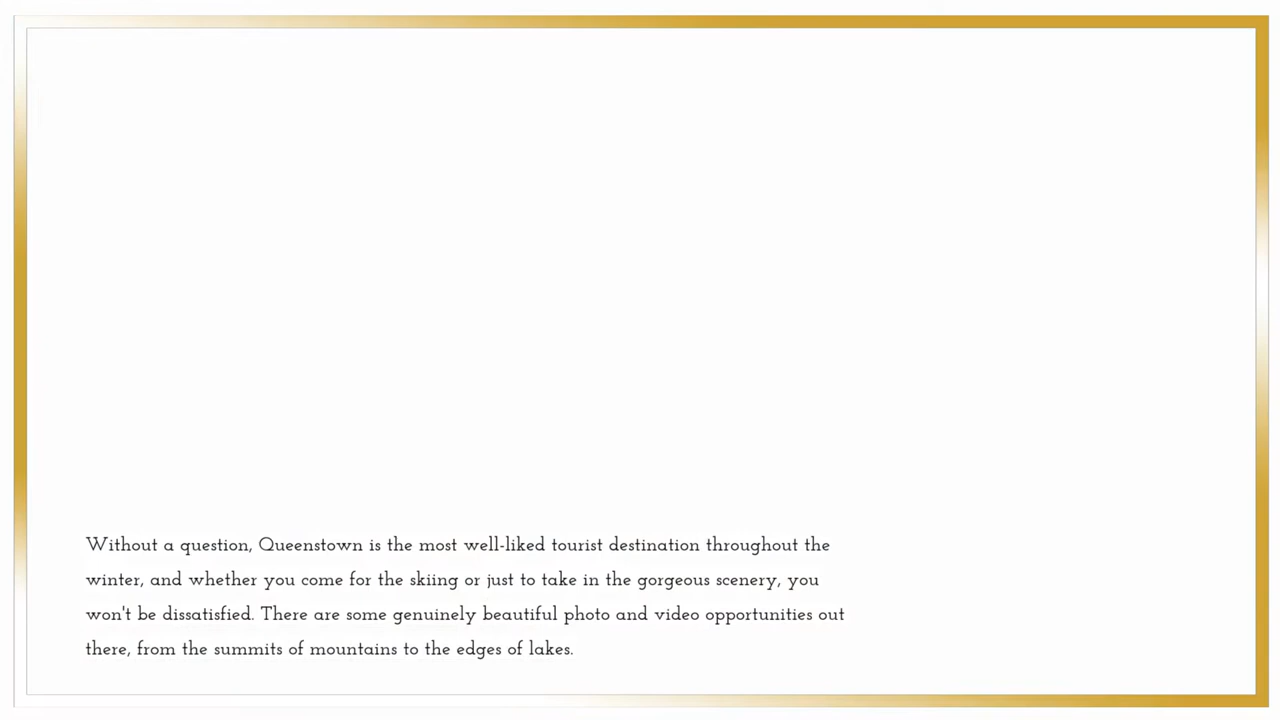 Without a question, Queenstown is the most well-liked tourist destination throughout the
winter, and whether you come for the skiing or just to take in the gorgeous scenery, you
won't be dissatisfied. There are some genuinely beautiful photo and video opportunities out
there, from the summits of mountains to the edges of lakes.